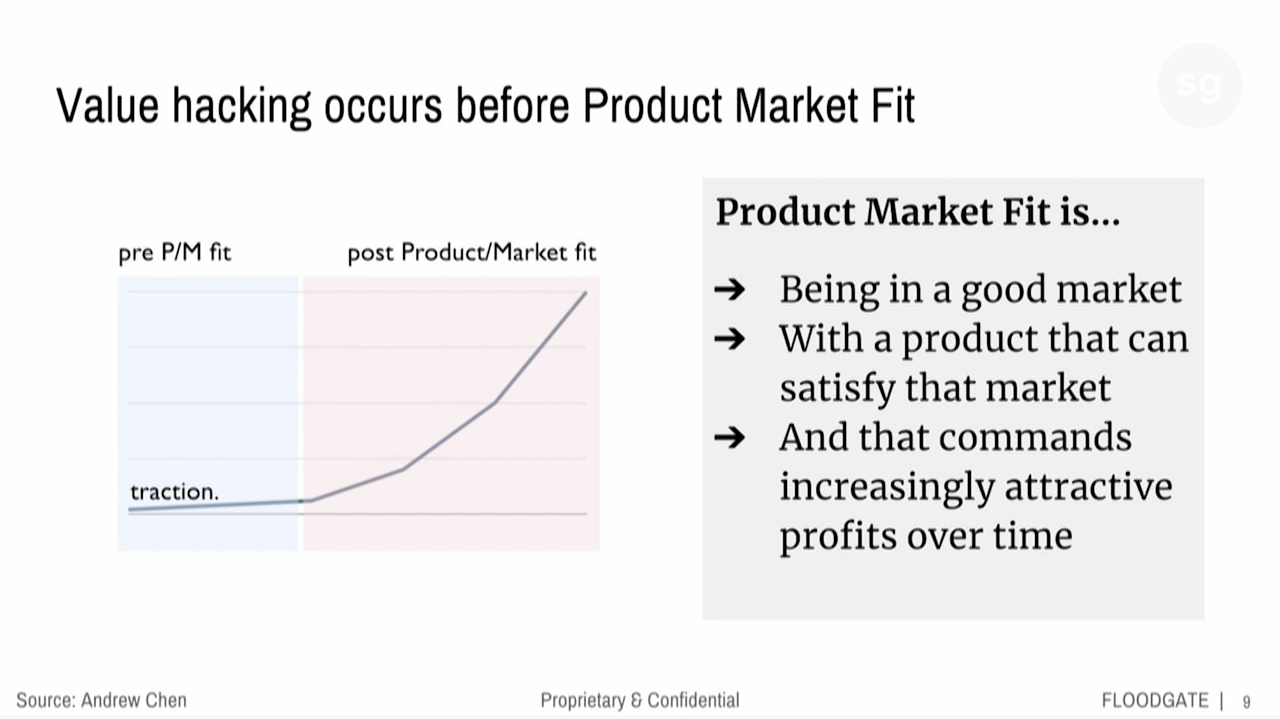 sg
Value hacking occurs before Product Market Fit
pre P/M fit
post Product/Market fit
traction.
Product Market Fit is...
➔ Being in a good market
➔ With a product that can
satisfy that market
➔ And that commands
increasingly attractive
profits over time
Source: Andrew Chen
Proprietary & Confidential
FLOODGATE | 9